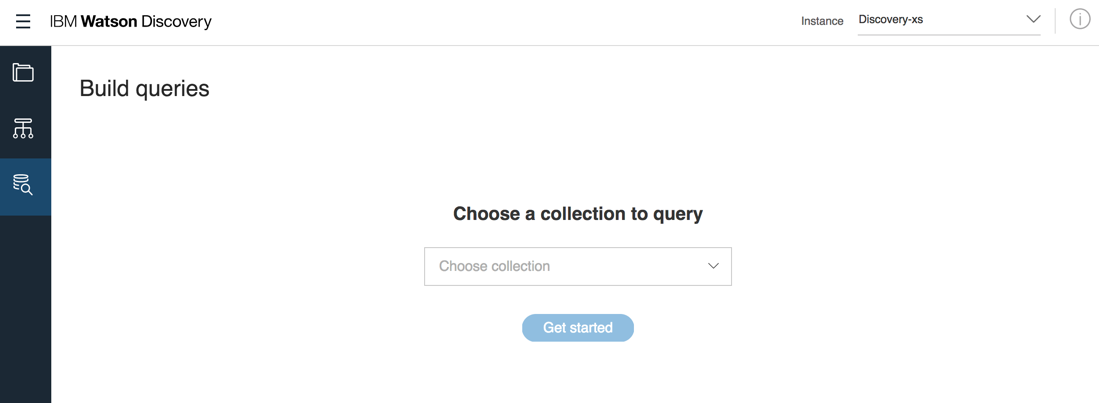 IBM Watson Discovery
Instance Discovery-xs
Build queries
Choose a collection to query
Choose collection
Get started